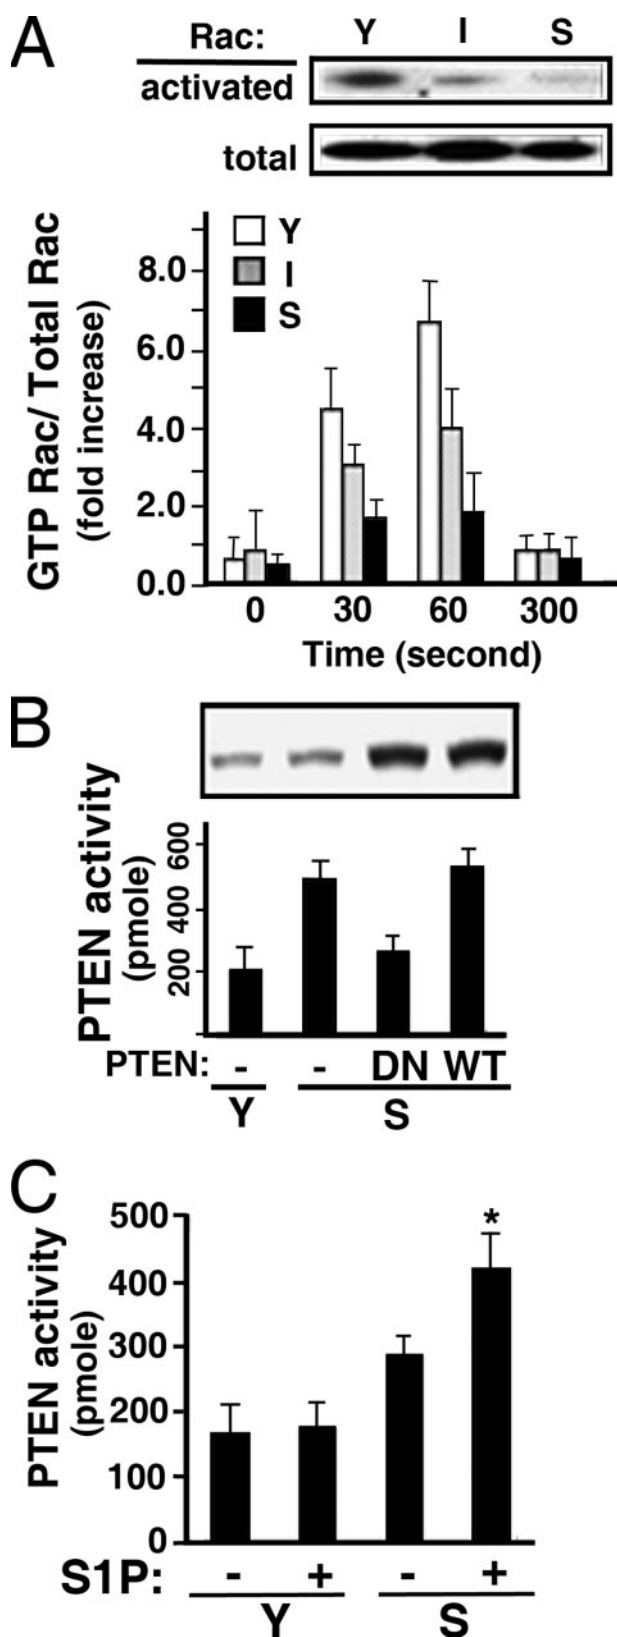 A
Rac: Y I S
activated
total
GTP Rac/ Total Rac
(fold increase)
Y
I
S
8.0
6.0
4.0
2.0
0.0
0 30 60 300
Time (second)
B
PTEN activity
(pmole)
600
400
200
PTEN: - - DN WT
Y S
C
PTEN activity
(pmole)
500
400
300
200
100
0
*
S1P: - + - +
Y S